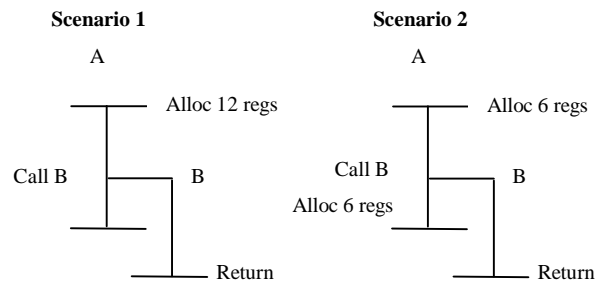 Scenario 1
A
Alloc 12 regs
Call B
B
Return
Scenario 2
A
Alloc 6 regs
Call B
B
Alloc 6 regs
Return